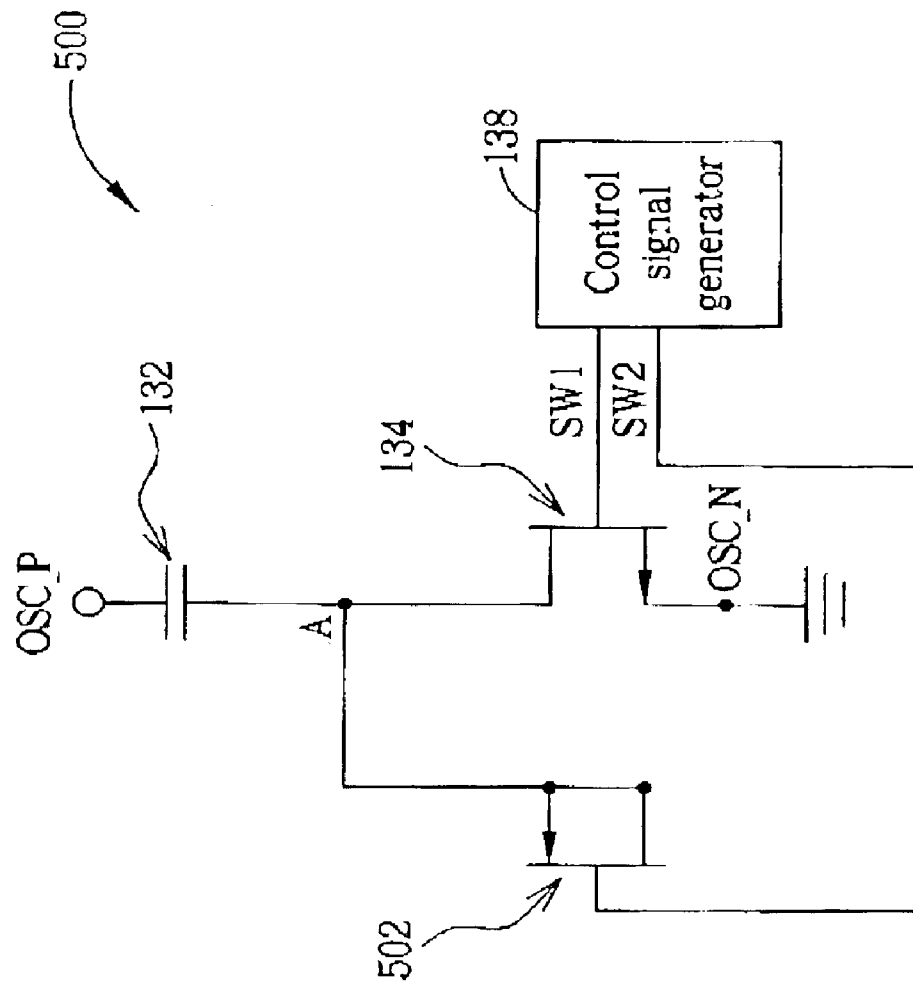 500
OSC_P
132
A
134
138
SW1
SW2
Control
signal
generator
OSC_N
502